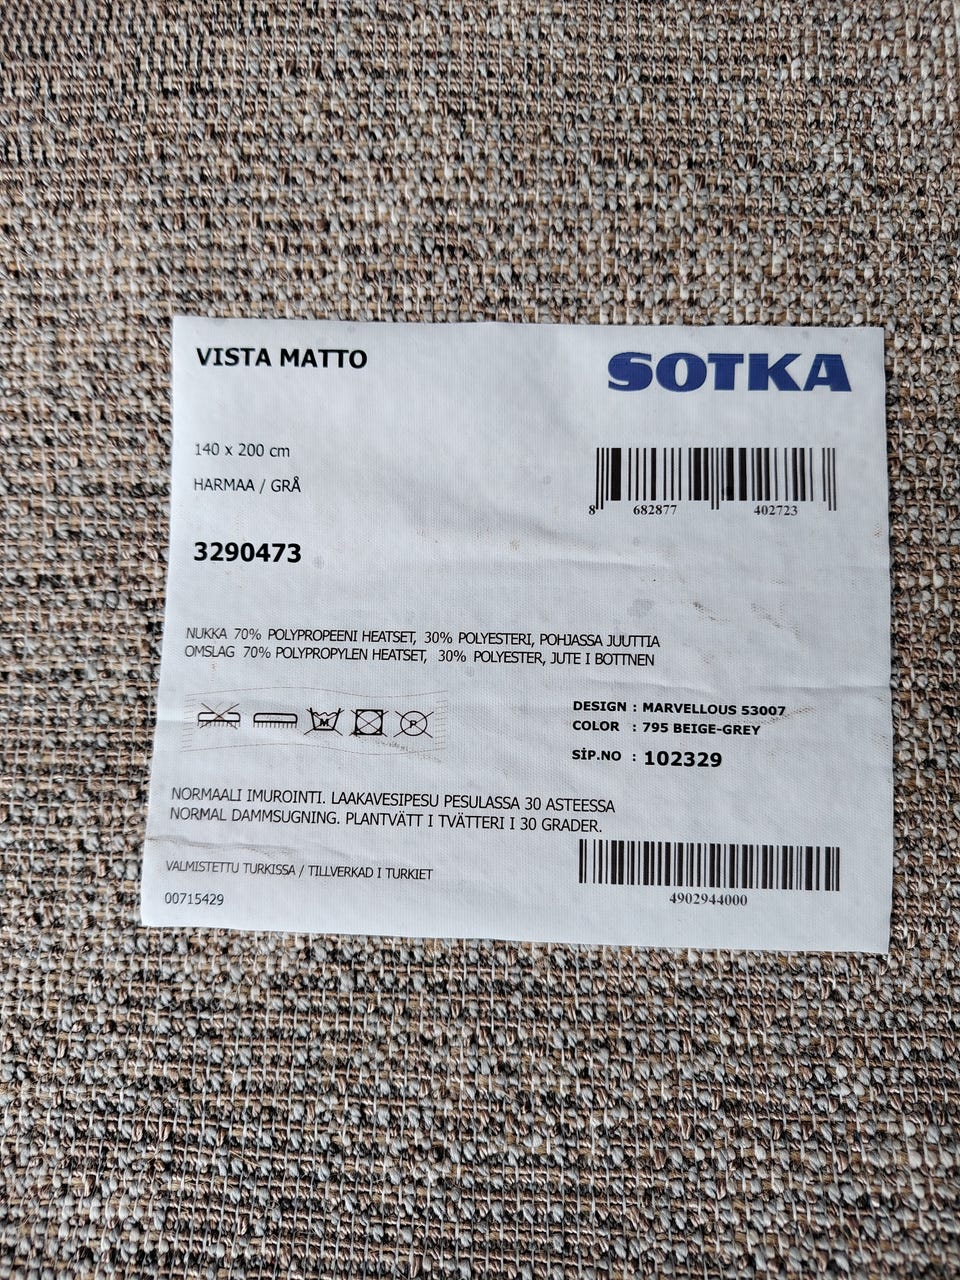 VISTA MATTO
SOTKA
140 x 200 cm
HARMAA / GRÅ
8 682877 402723
3290473
NUKKA 70% POLYPROPEENI HEATSET, 30% POLYESTERI, POHJASSA JUUTTIA
OMSLAG 70% POLYPROPYLEN HEATSET, 30% POLYESTER, JUTE I BOTTNEN
M P
DESIGN : MARVELLOUS 53007
COLOR : 795 BEIGE-GREY
SİP.NO : 102329
NORMAALI IMUROINTI. LAAKAVESIPESU PESULASSA 30 ASTEESSA
NORMAL DAMMSUGNING. PLANTVÄTT I TVÄTTERI I 30 GRADER.
VALMISTETTU TURKISSA / TILLVERKAD I TURKIET
00715429
4902944000